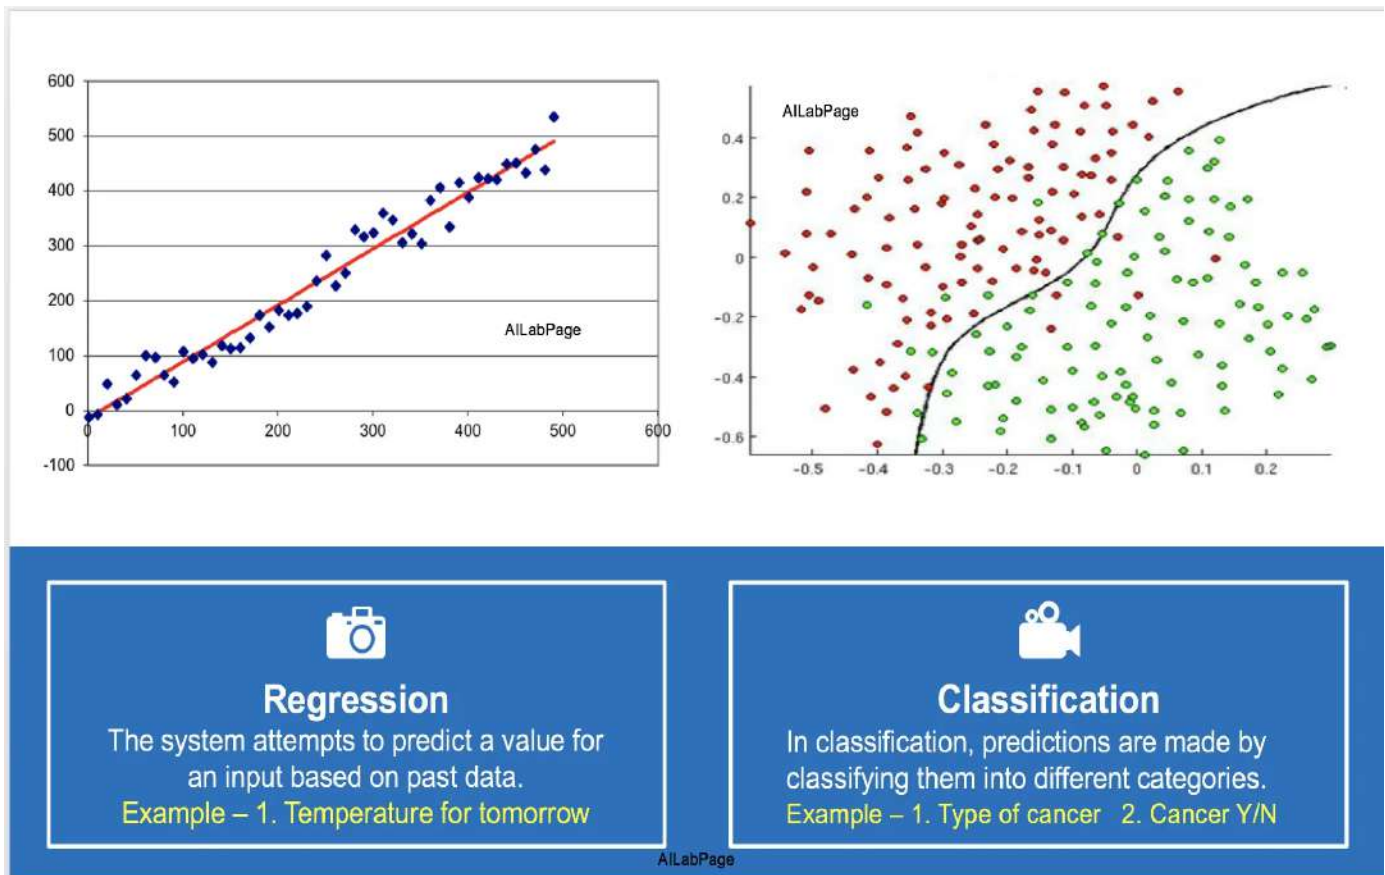 600
500
400
300
200
100
0
-100
0 100 200 300 400 500 600
AILabPage
AILabPage
0.4
0.2
0
-0.2
-0.4
-0.6
-0.5 -0.4 -0.3 -0.2 -0.1 0 0.1 0.2
Regression
The system attempts to predict a value for
an input based on past data.
Example – 1. Temperature for tomorrow
Classification
In classification, predictions are made by
classifying them into different categories.
Example – 1. Type of cancer 2. Cancer Y/N
AILabPage